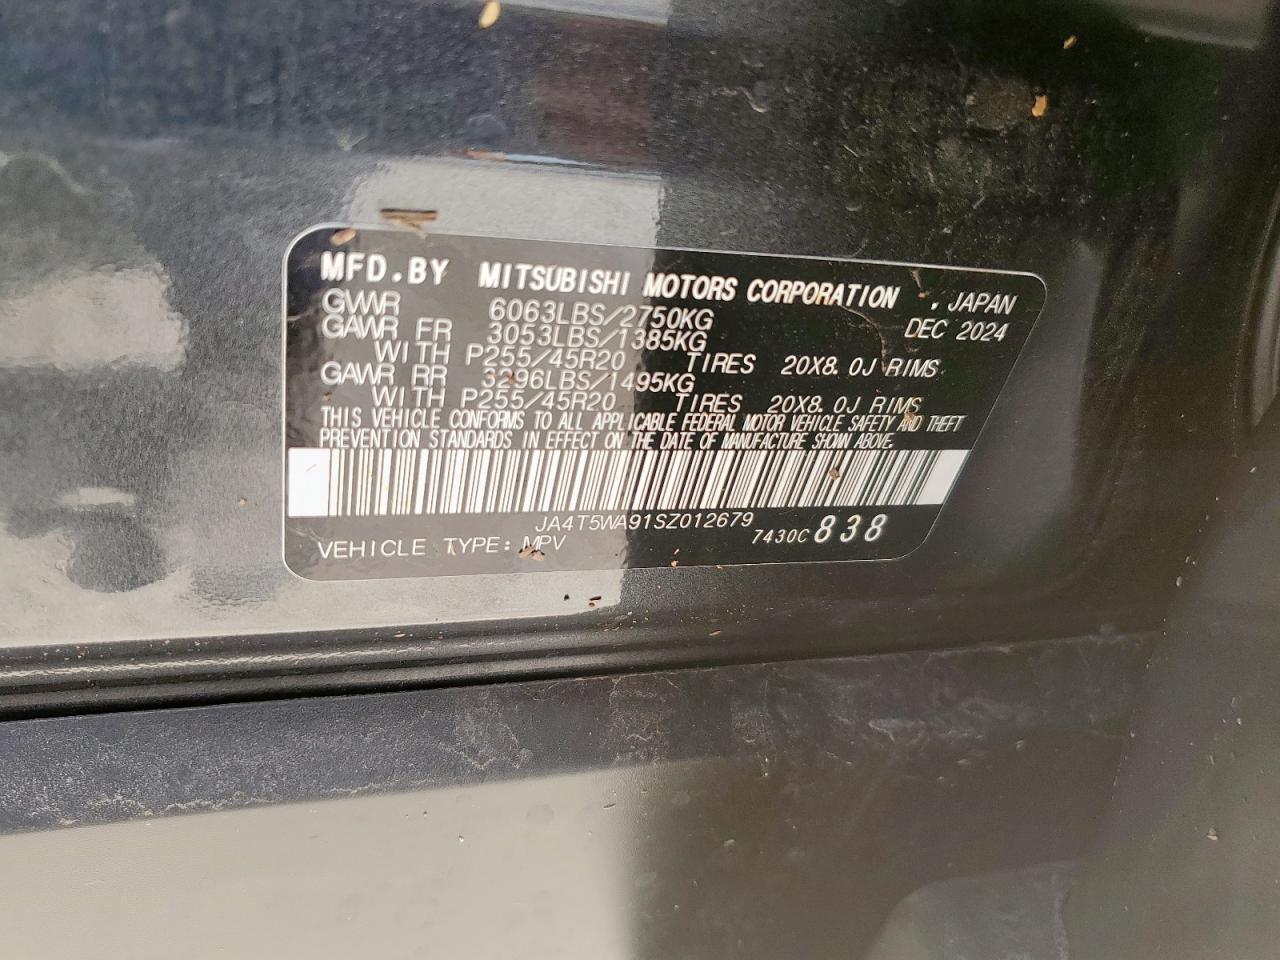 MFD.BY MITSUBISHI MOTORS CORPORATION , JAPAN
GVWR 6063LBS/2750KG DEC 2024
GAWR FR 3053LBS/1385KG
WITH P255/45R20 TIRES 20X8.0J RIMS
GAWR RR 3296LBS/1495KG
WITH P255/45R20 TIRES 20X8.0J RIMS
THIS VEHICLE CONFORMS TO ALL APPLICABLE FEDERAL MOTOR VEHICLE SAFETY AND THEFT
PREVENTION STANDARDS IN EFFECT ON THE DATE OF MANUFACTURE SHOWN ABOVE.
JA4T5WA91SZ012679
VEHICLE TYPE: MPV 7430C 838